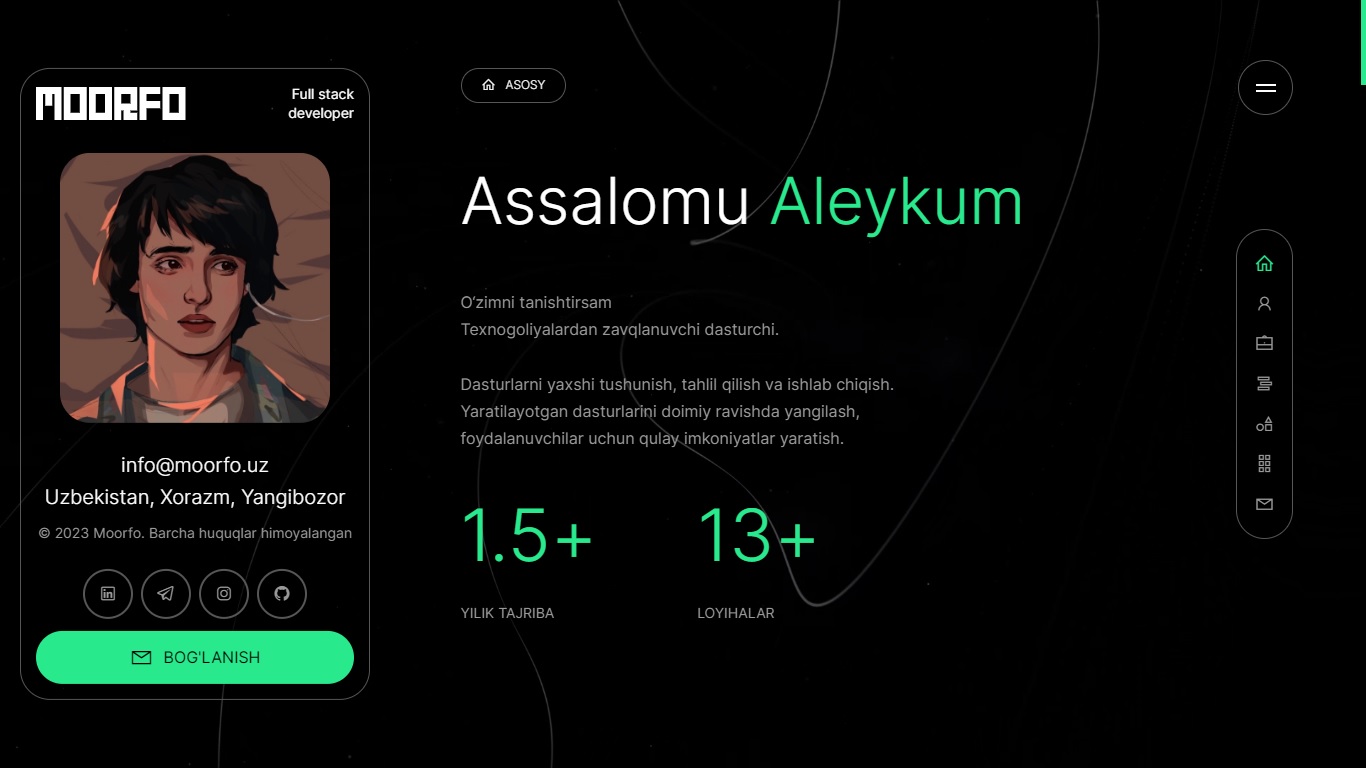 MOORFO
Full stack
developer
info@moorfo.uz
Uzbekistan, Xorazm, Yangibozor
© 2023 Moorfo. Barcha huquqlar himoyalangan
BOG'LANISH
ASOSY
Assalomu Aleykum
O‘zimni tanishtirsam
Texnogoliyalardan zavqlanuvchi dasturchi.
Dasturlarni yaxshi tushunish, tahlil qilish va ishlab chiqish.
Yaratilayotgan dasturlarini doimiy ravishda yangilash,
foydalanuvchilar uchun qulay imkoniyatlar yaratish.
1.5+
YILIK TAJRIBA
13+
LOYIHALAR